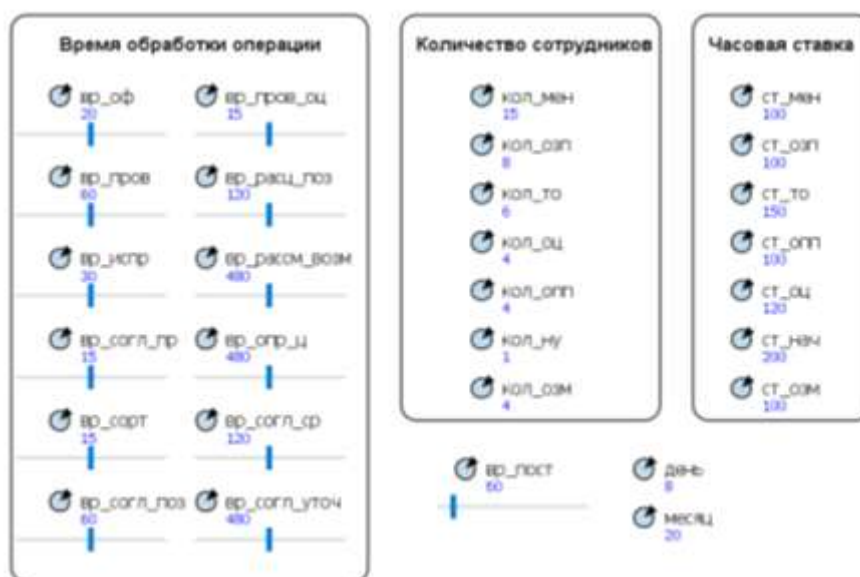 Время обработки операции
вр_оф
20
вр_пров_оц
15
вр_пров
60
вр_расц_поз
120
вр_испр
30
вр_рассм_возм
480
вр_согл_пр
15
вр_опр_ц
480
вр_сорт
15
вр_согл_ср
120
вр_согл_поз
60
вр_согл_уточ
480
Количество сотрудников
кол_мен
15
кол_озп
8
кол_то
6
кол_оц
4
кол_опп
4
кол_ну
1
кол_озм
4
Часовая ставка
ст_мен
100
ст_озп
100
ст_то
150
ст_опп
100
ст_оц
120
ст_нач
200
ст_озм
100
вр_пост
60
день
8
месяц
20